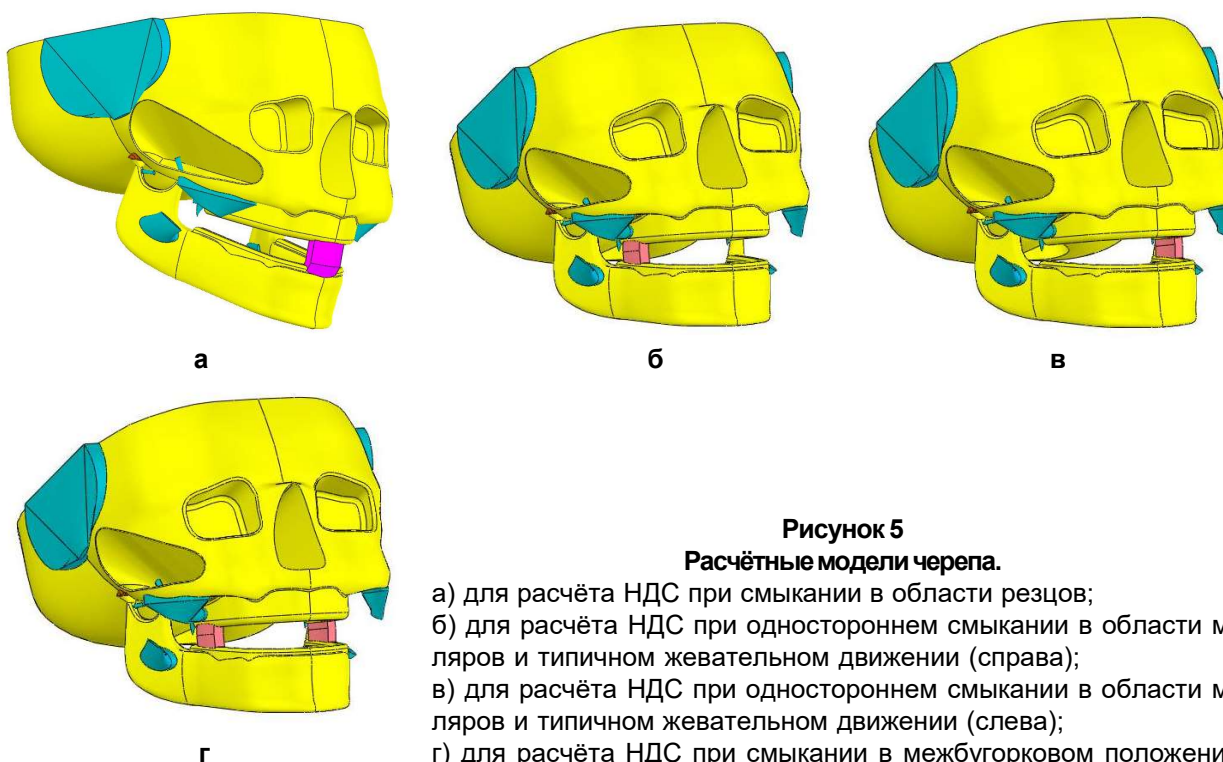 а
б
в
г
Рисунок 5
Расчётные модели черепа.
а) для расчёта НДС при смыкании в области резцов;
б) для расчёта НДС при одностороннем смыкании в области м
ляров и типичном жевательном движении (справа);
в) для расчёта НДС при одностороннем смыкании в области м
ляров и типичном жевательном движении (слева);
г) для расчёта НДС при смыкании в межбугорковом положени